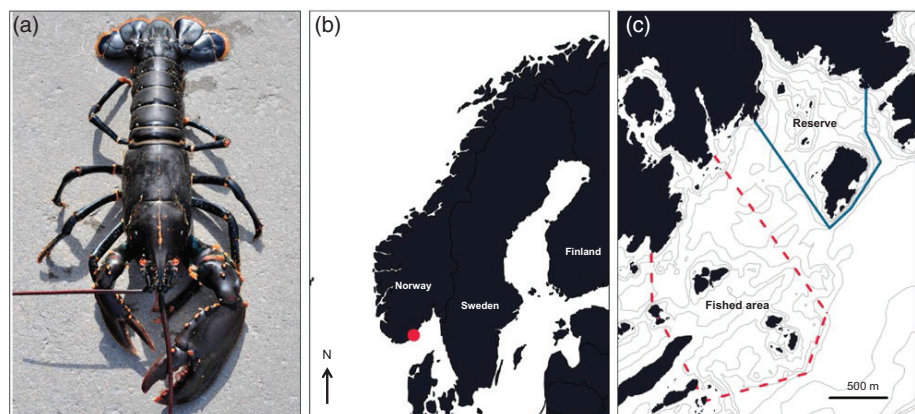 (a)
(b)
(c)
Reserve
Finland
Norway
Sweden
Fished area
N
500 m